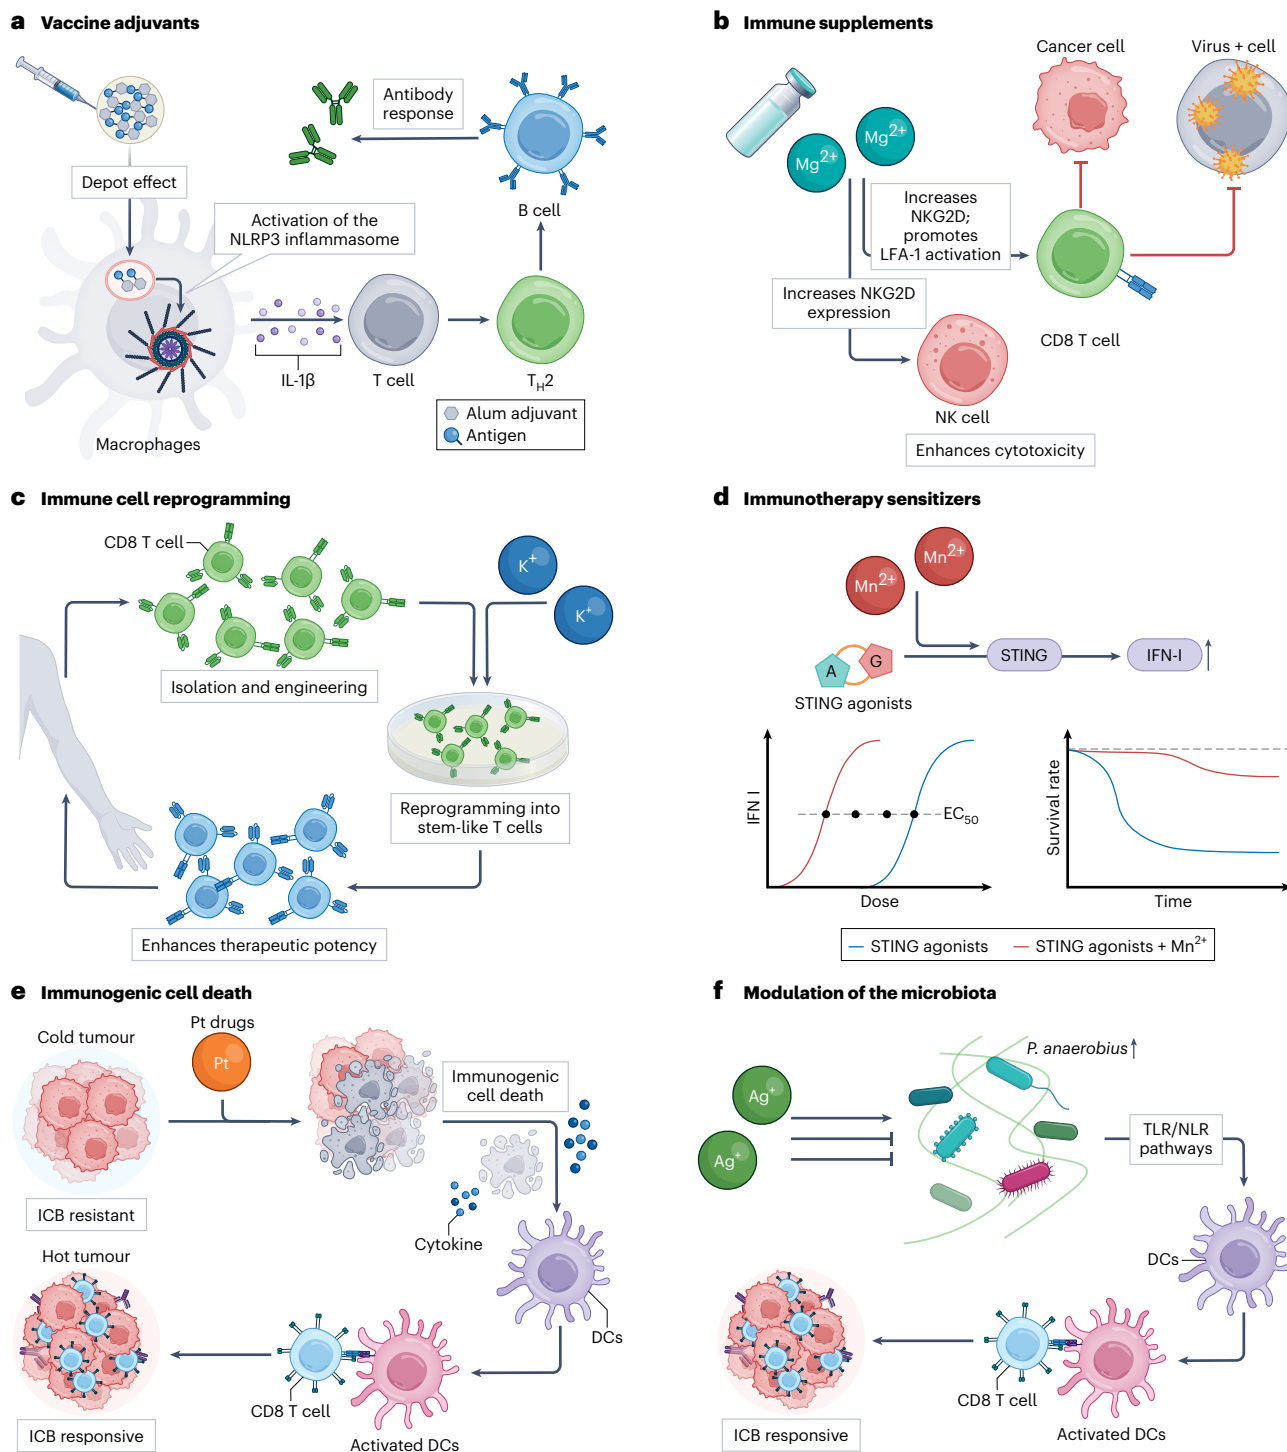 a Vaccine adjuvants
Depot effect
Activation of the
NLRP3 inflammasome
Antibody
response
B cell
IL-1β
T cell
T_H2
Macrophages
Alum adjuvant
Antigen
b Immune supplements
Cancer cell
Virus + cell
Mg²⁺
Mg²⁺
Increases
NKG2D;
promotes
LFA-1 activation
Increases NKG2D
expression
CD8 T cell
NK cell
Enhances cytotoxicity
c Immune cell reprogramming
CD8 T cell
K⁺
K⁺
Isolation and engineering
Reprogramming into
stem-like T cells
Enhances therapeutic potency
d Immunotherapy sensitizers
Mn²⁺
Mn²⁺
A
G
STING agonists
STING
IFN-I
IFN I
EC₅₀
Dose
Survival rate
Time
STING agonists
STING agonists + Mn²⁺
e Immunogenic cell death
Cold tumour
Pt drugs
Pt
Immunogenic
cell death
ICB resistant
Cytokine
Hot tumour
DCs
CD8 T cell
ICB responsive
Activated DCs
f Modulation of the microbiota
P. anaerobius
Ag⁺
Ag⁺
TLR/NLR
pathways
DCs
CD8 T cell
ICB responsive
Activated DCs